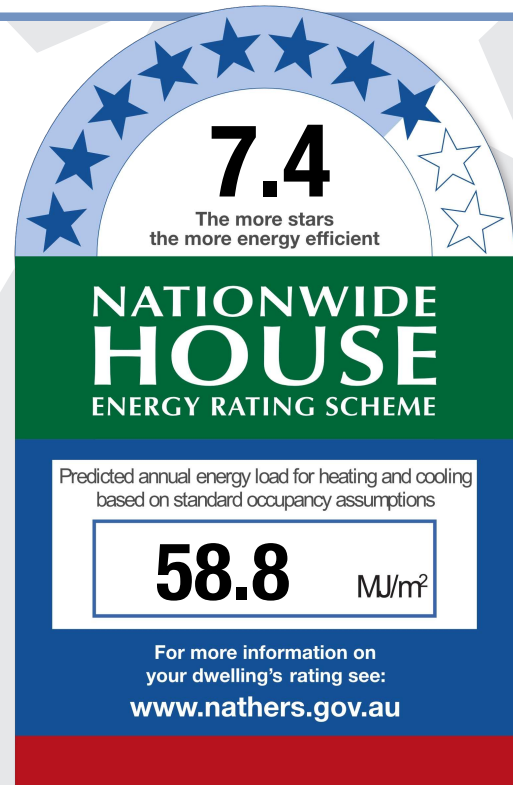 7.4
The more stars
the more energy efficient
NATIONWIDE
HOUSE
ENERGY RATING SCHEME
Predicted annual energy load for heating and cooling
based on standard occupancy assumptions
58.8 MJ/m²
For more information on
your dwelling's rating see:
www.nathers.gov.au